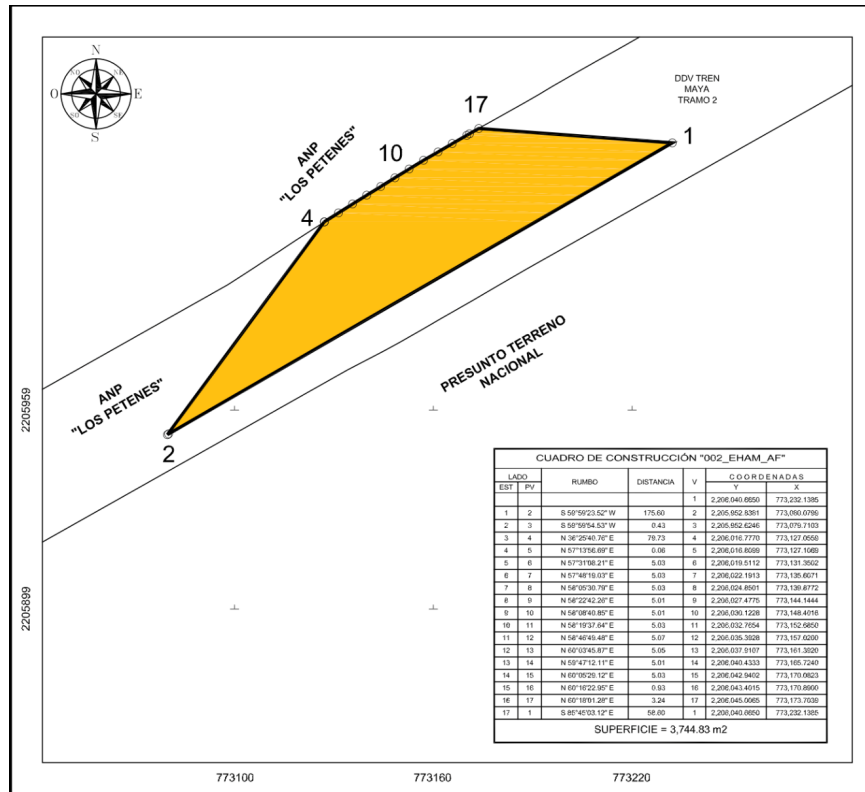 N
NO
NE
O
E
SO
SE
S
DDV TREN
MAYA
TRAMO 2
17
1
ANP
"LOS PETENES"
10
4
PRESUNTO TERRENO
NACIONAL
ANP
"LOS PETENES"
2
2205959
2205899
773100
773160
773220
CUADRO DE CONSTRUCCIÓN "002_EHAM_AF"
LADO RUMBO DISTANCIA V COORDENADAS
EST PV Y X
1 2,206,040.6650 773,232.1385
1 2 S 59°59'23.52" W 175.60 2 2,205,952.8381 773,080.0799
2 3 S 59°59'54.53" W 0.43 3 2,205,952.6246 773,079.7103
3 4 N 36°25'40.76" E 79.73 4 2,206,016.7770 773,127.0558
4 5 N 57°13'56.69" E 0.06 5 2,206,016.8099 773,127.1069
5 6 N 57°31'08.21" E 5.03 6 2,206,019.5112 773,131.3502
6 7 N 57°48'19.03" E 5.03 7 2,206,022.1913 773,135.6071
7 8 N 58°05'30.79" E 5.03 8 2,206,024.8501 773,139.8772
8 9 N 58°22'42.26" E 5.01 9 2,206,027.4775 773,144.1444
9 10 N 58°08'40.85" E 5.01 10 2,206,030.1228 773,148.4016
10 11 N 58°19'37.64" E 5.03 11 2,206,032.7654 773,152.6850
11 12 N 58°46'49.48" E 5.07 12 2,206,035.3928 773,157.0200
12 13 N 60°03'45.87" E 5.05 13 2,206,037.9107 773,161.3920
13 14 N 59°47'12.11" E 5.01 14 2,206,040.4333 773,165.7240
14 15 N 60°05'29.12" E 5.03 15 2,206,042.9402 773,170.0823
15 16 N 60°16'22.95" E 0.93 16 2,206,043.4015 773,170.8900
16 17 N 60°18'01.28" E 3.24 17 2,206,045.0065 773,173.7039
17 1 S 85°45'03.12" E 58.60 1 2,206,040.6650 773,232.1385
SUPERFICIE = 3,744.83 m2